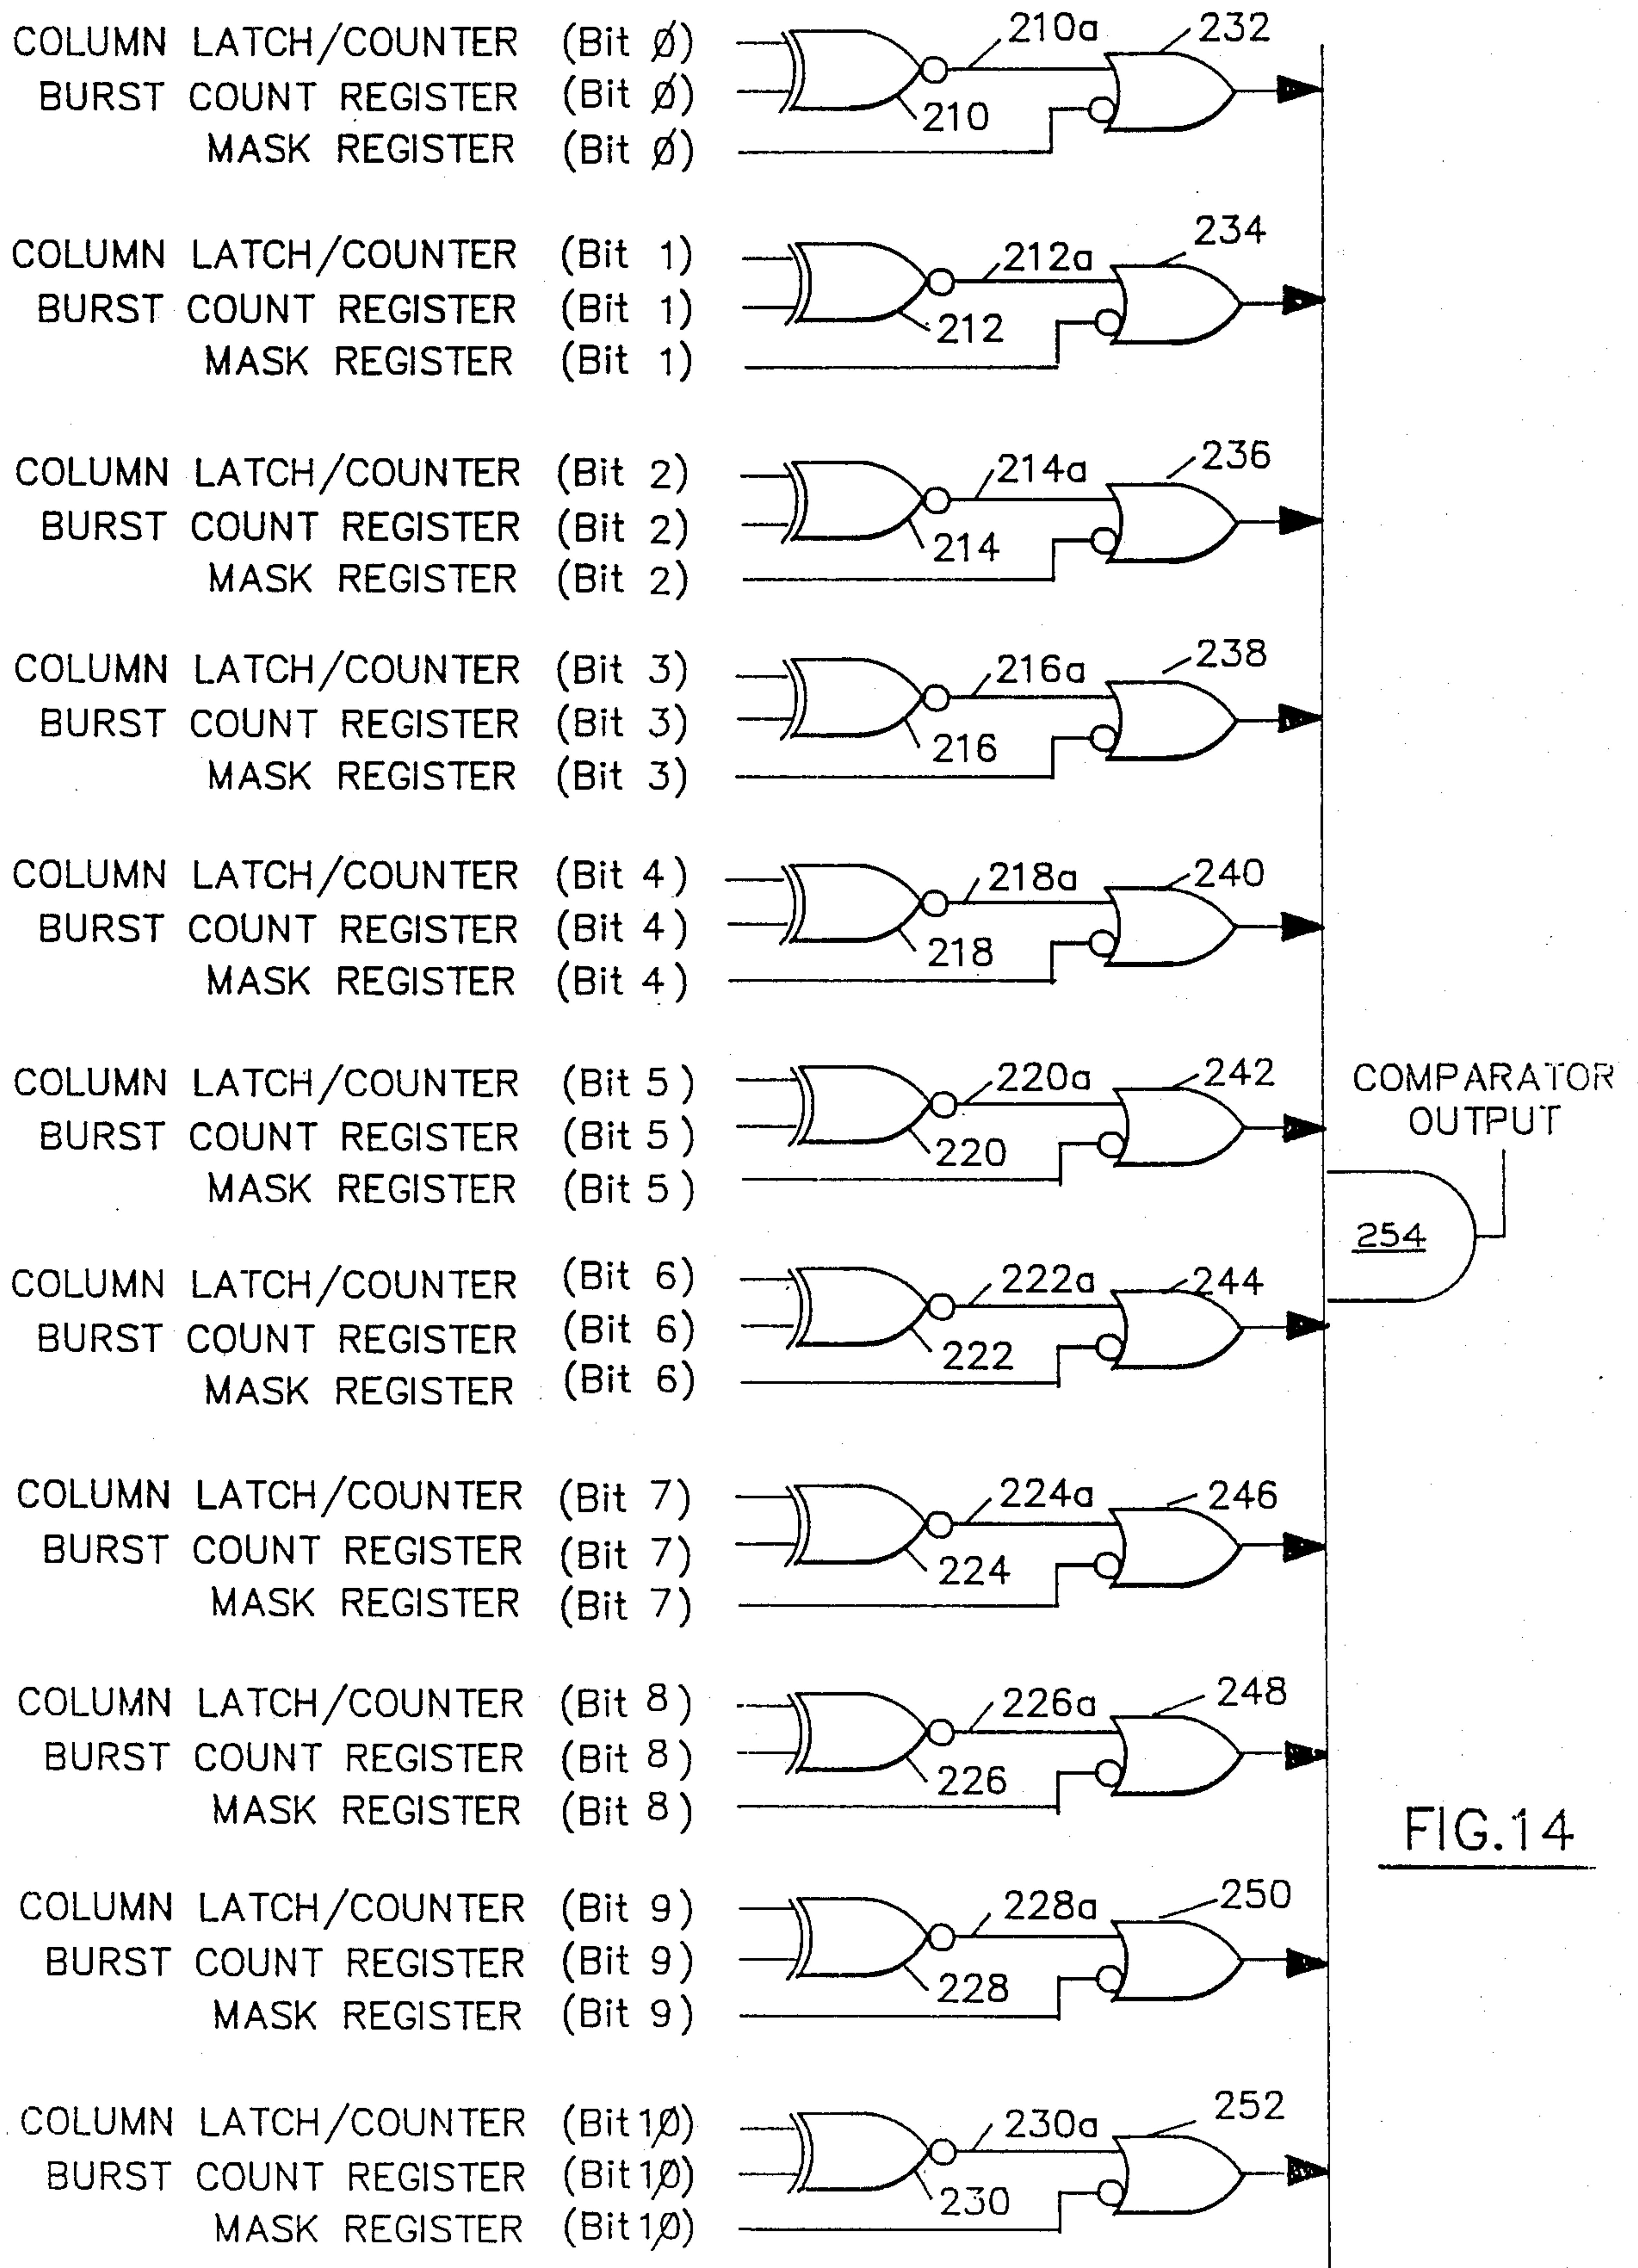 COLUMN LATCH/COUNTER (Bit Ø) 210a 232
BURST COUNT REGISTER (Bit Ø) 210
MASK REGISTER (Bit Ø)
COLUMN LATCH/COUNTER (Bit 1) 212a 234
BURST COUNT REGISTER (Bit 1) 212
MASK REGISTER (Bit 1)
COLUMN LATCH/COUNTER (Bit 2) 214a 236
BURST COUNT REGISTER (Bit 2) 214
MASK REGISTER (Bit 2)
COLUMN LATCH/COUNTER (Bit 3) 216a 238
BURST COUNT REGISTER (Bit 3) 216
MASK REGISTER (Bit 3)
COLUMN LATCH/COUNTER (Bit 4) 218a 240
BURST COUNT REGISTER (Bit 4) 218
MASK REGISTER (Bit 4)
COLUMN LATCH/COUNTER (Bit 5) 220a 242
BURST COUNT REGISTER (Bit 5) 220
MASK REGISTER (Bit 5)
COMPARATOR
OUTPUT
254
COLUMN LATCH/COUNTER (Bit 6) 222a 244
BURST COUNT REGISTER (Bit 6) 222
MASK REGISTER (Bit 6)
COLUMN LATCH/COUNTER (Bit 7) 224a 246
BURST COUNT REGISTER (Bit 7) 224
MASK REGISTER (Bit 7)
COLUMN LATCH/COUNTER (Bit 8) 226a 248
BURST COUNT REGISTER (Bit 8) 226
MASK REGISTER (Bit 8)
FIG.14
COLUMN LATCH/COUNTER (Bit 9) 228a 250
BURST COUNT REGISTER (Bit 9) 228
MASK REGISTER (Bit 9)
COLUMN LATCH/COUNTER (Bit 1Ø) 230a 252
BURST COUNT REGISTER (Bit 1Ø) 230
MASK REGISTER (Bit 1Ø)